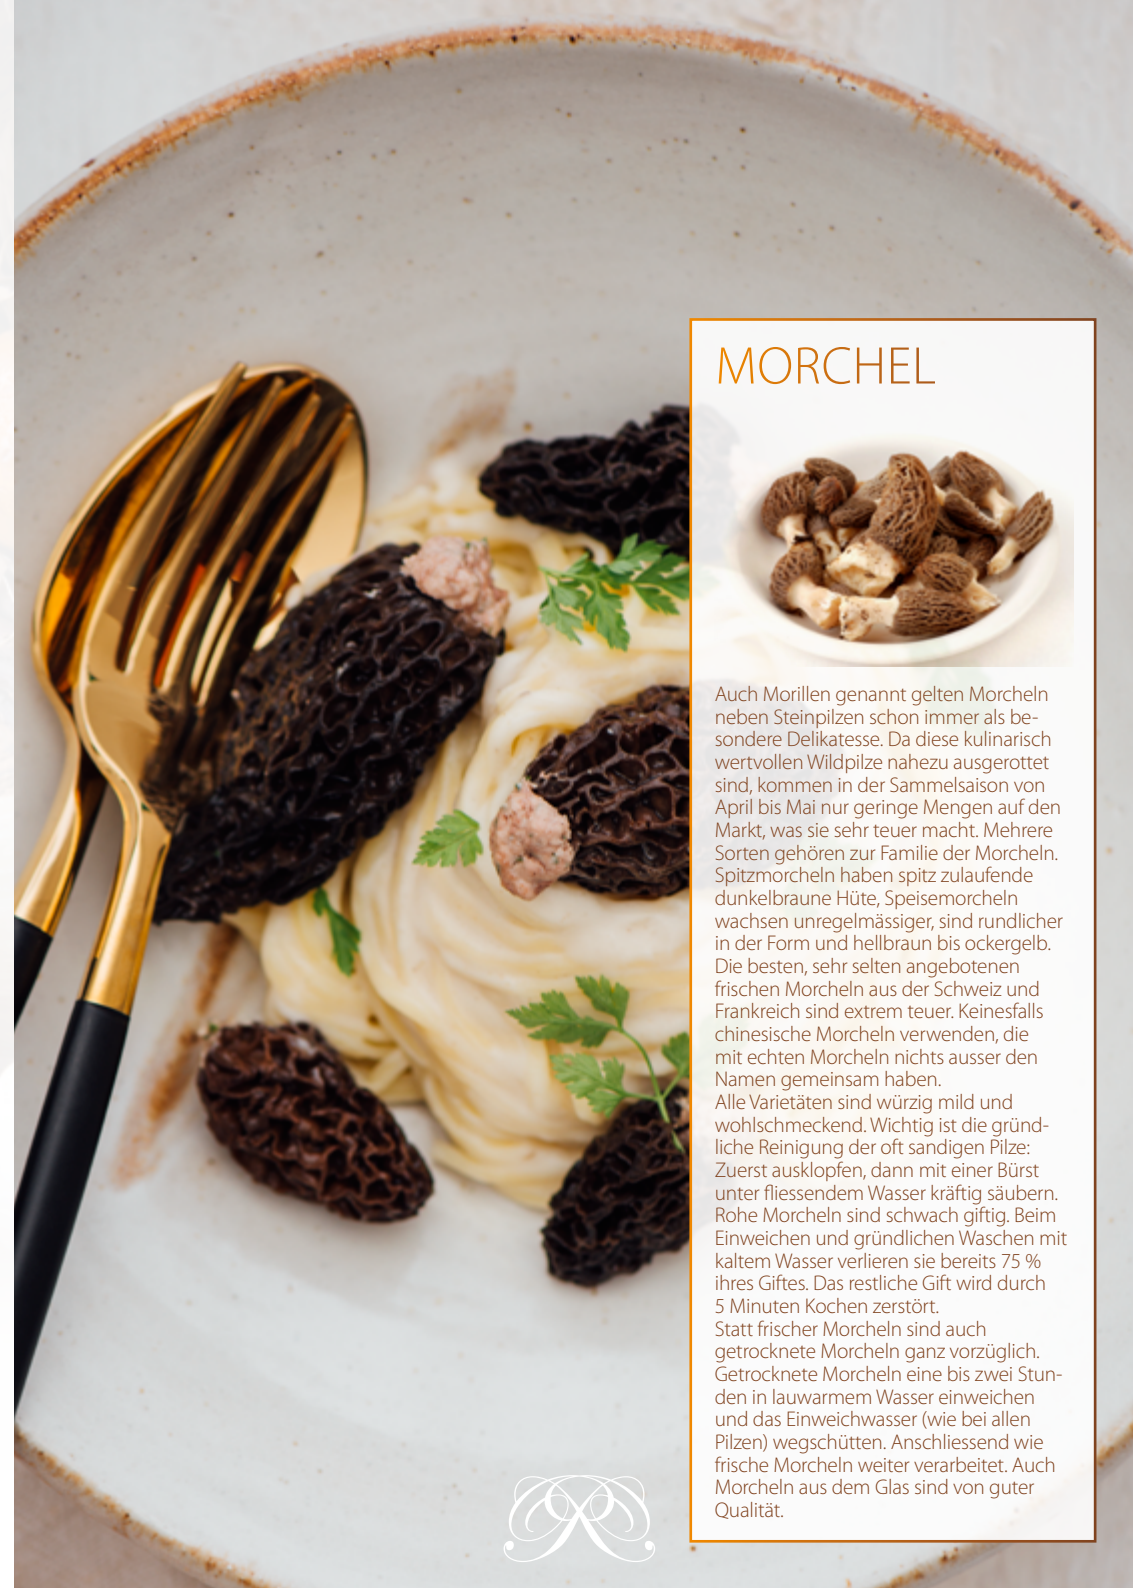 MORCHEL
Auch Morillen genannt gelten Morcheln
neben Steinpilzen schon immer als be-
sondere Delikatesse. Da diese kulinarisch
wertvollen Wildpilze nahezu ausgerottet
sind, kommen in der Sammelsaison von
April bis Mai nur geringe Mengen auf den
Markt, was sie sehr teuer macht. Mehrere
Sorten gehören zur Familie der Morcheln.
Spitzmorcheln haben spitz zulaufende
dunkelbraune Hüte, Speisemorcheln
wachsen unregelmässiger, sind rundlicher
in der Form und hellbraun bis ockergelb.
Die besten, sehr selten angebotenen
frischen Morcheln aus der Schweiz und
Frankreich sind extrem teuer. Keinesfalls
chinesische Morcheln verwenden, die
mit echten Morcheln nichts ausser den
Namen gemeinsam haben.
Alle Varietäten sind würzig mild und
wohlschmeckend. Wichtig ist die gründ-
liche Reinigung der oft sandigen Pilze:
Zuerst ausklopfen, dann mit einer Bürst
unter fliessendem Wasser kräftig säubern.
Rohe Morcheln sind schwach giftig. Beim
Einweichen und gründlichen Waschen mit
kaltem Wasser verlieren sie bereits 75 %
ihres Giftes. Das restliche Gift wird durch
5 Minuten Kochen zerstört.
Statt frischer Morcheln sind auch
getrocknete Morcheln ganz vorzüglich.
Getrocknete Morcheln eine bis zwei Stun-
den in lauwarmem Wasser einweichen
und das Einweichwasser (wie bei allen
Pilzen) wegschütten. Anschliessend wie
frische Morcheln weiter verarbeitet. Auch
Morcheln aus dem Glas sind von guter
Qualität.